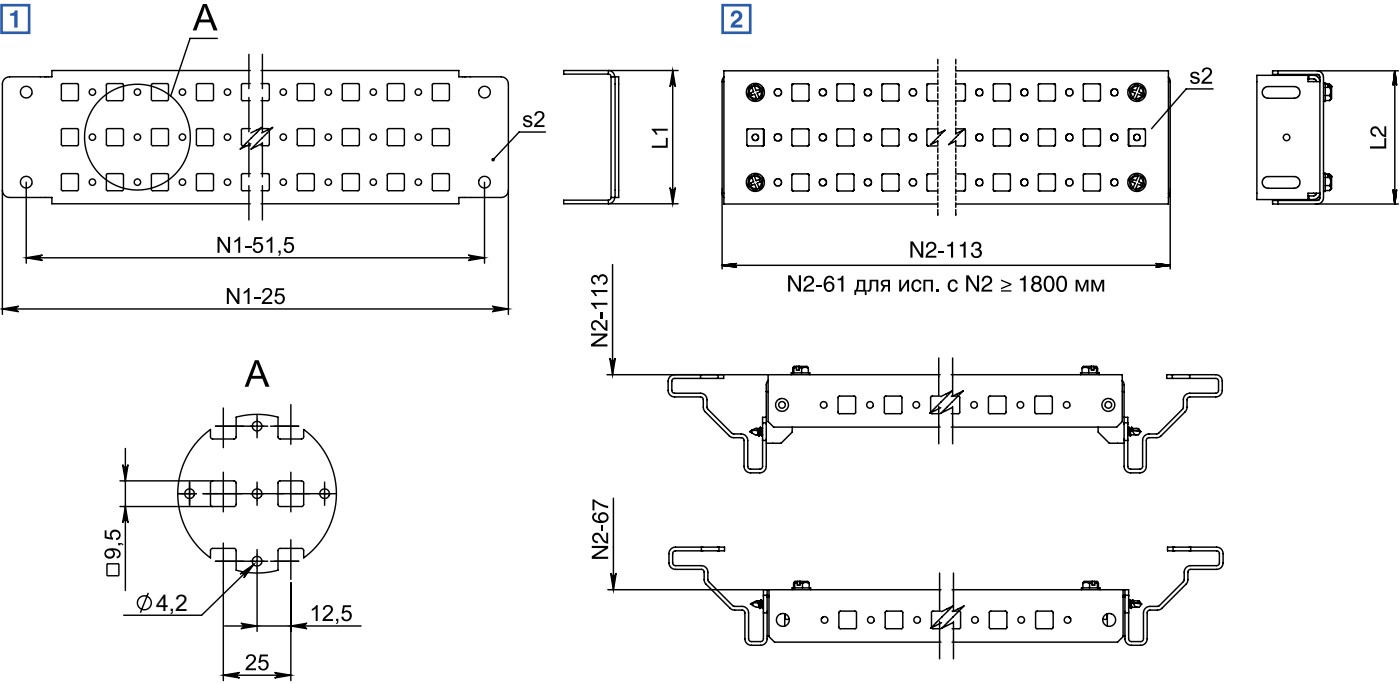 1
A
s2
L1
N1-51,5
N1-25
2
s2
L2
N2-113
N2-61 для исп. с N2 ≥ 1800 мм
N2-113
A
□9,5
∅4,2
12,5
25
N2-67